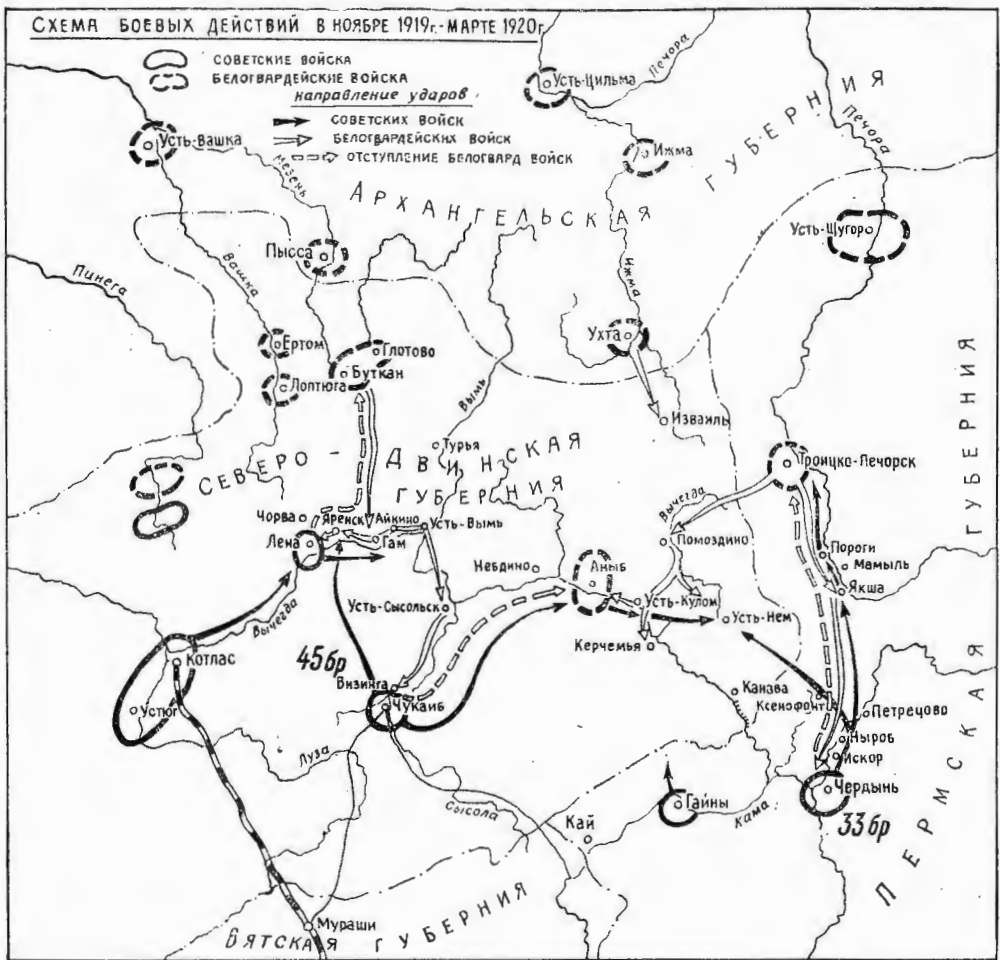 СХЕМА БОЕВЫХ ДЕЙСТВИЙ В НОЯБРЕ 1919г.-МАРТЕ 1920г.
СОВЕТСКИЕ ВОЙСКА
БЕЛОГВАРДЕЙСКИЕ ВОЙСКА
направление ударов
СОВЕТСКИХ ВОЙСК
БЕЛОГВАРДЕЙСКИХ ВОЙСК
ОТСТУПЛЕНИЕ БЕЛОГВАРД ВОЙСК
Усть-Цильма
Печора
Печора
Усть-Вашка
Мезень
Ижма
АРХАНГЕЛЬСКАЯ ГУБЕРНИЯ
Усть-Щугор
Пысса
Вашка
Пинега
Ижма
Ухта
Ертом
Глотово
Буткан
Лоптюга
Вымь
Изваиль
Турья
СЕВЕРО-ДВИНСКАЯ
ГУБЕРНИЯ
Троицко-Печорск
Вычегда
Чорва
Яренск
Айкино
Усть-Вымь
Лена
Гам
Помоздино
Пороги
Мамыль
Небдино
Аныб
Якша
Усть-Сысольск
Усть-Кулом
Усть-Нем
Вычегда
Керчемья
Котлас
45бр
Визинга
Чукаиб
Канава
Ксенофонт
Петрецово
Устюг
Ныроб
Искор
Луза
Чердынь
Гайны
Кама
Сысола
Кай
33бр
ПЕРМСКАЯ ГУБЕРНИЯ
Мураши
ВЯТСКАЯ ГУБЕРНИЯ